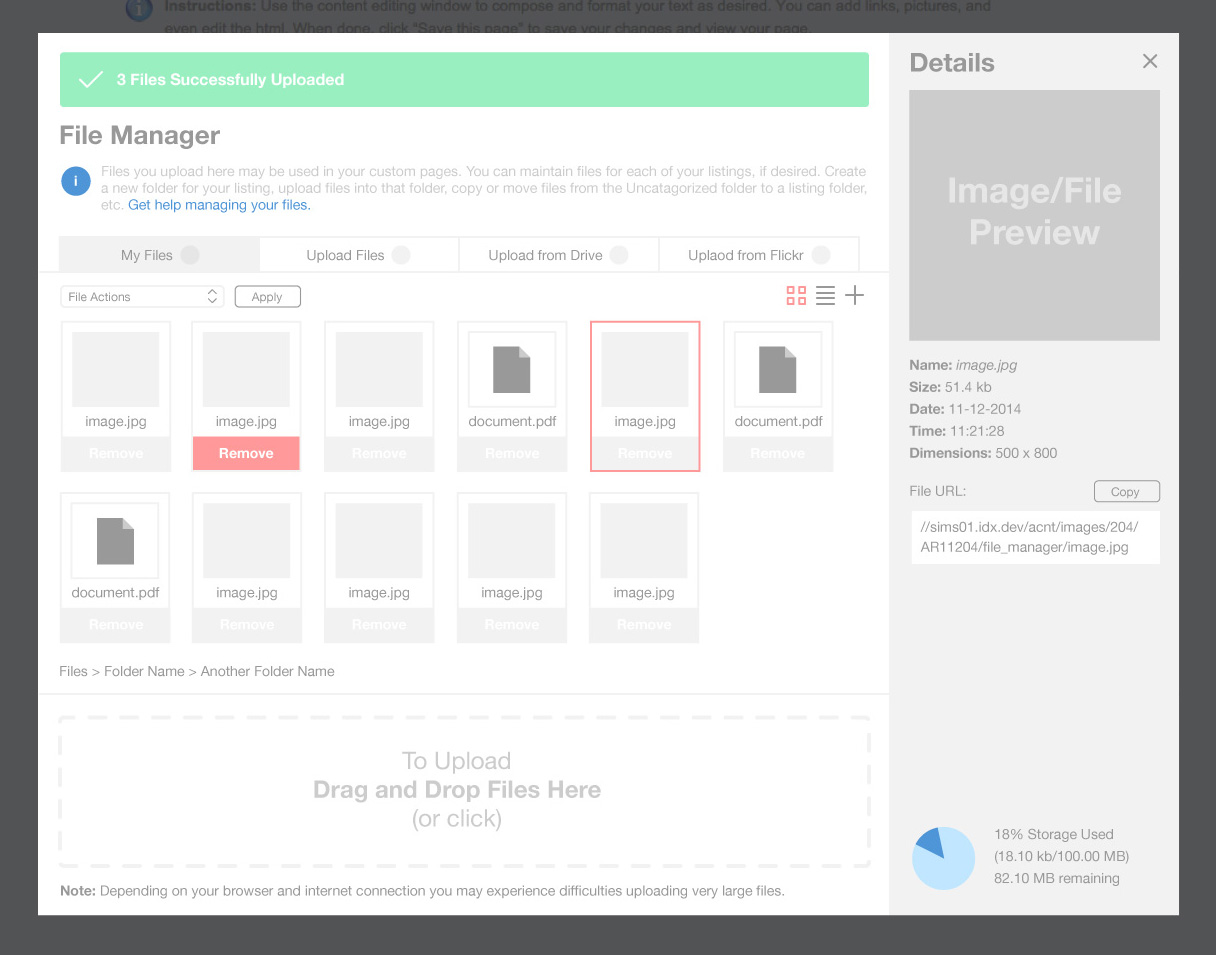 Instructions: Use the content editing window to compose and format your text as desired. You can add links, pictures, and
even edit the html. When done, click "Save this page" to save your changes and view your page.
3 Files Successfully Uploaded
File Manager
Files you upload here may be used in your custom pages. You can maintain files for each of your listings, if desired. Create
a new folder for your listing, upload files into that folder, copy or move files from the Uncatagorized folder to a listing folder,
etc. Get help managing your files.
My Files
Upload Files
Upload from Drive
Uplaod from Flickr
File Actions
Apply
image.jpg
image.jpg
image.jpg
document.pdf
image.jpg
document.pdf
Remove
Remove
Remove
Remove
Remove
Remove
document.pdf
image.jpg
image.jpg
image.jpg
image.jpg
Remove
Remove
Remove
Remove
Remove
Files > Folder Name > Another Folder Name
To Upload
Drag and Drop Files Here
(or click)
Note: Depending on your browser and internet connection you may experience difficulties uploading very large files.
Details
Image/File
Preview
Name: image.jpg
Size: 51.4 kb
Date: 11-12-2014
Time: 11:21:28
Dimensions: 500 x 800
File URL:
Copy
//sims01.idx.dev/acnt/images/204/
AR11204/file_manager/image.jpg
18% Storage Used
(18.10 kb/100.00 MB)
82.10 MB remaining